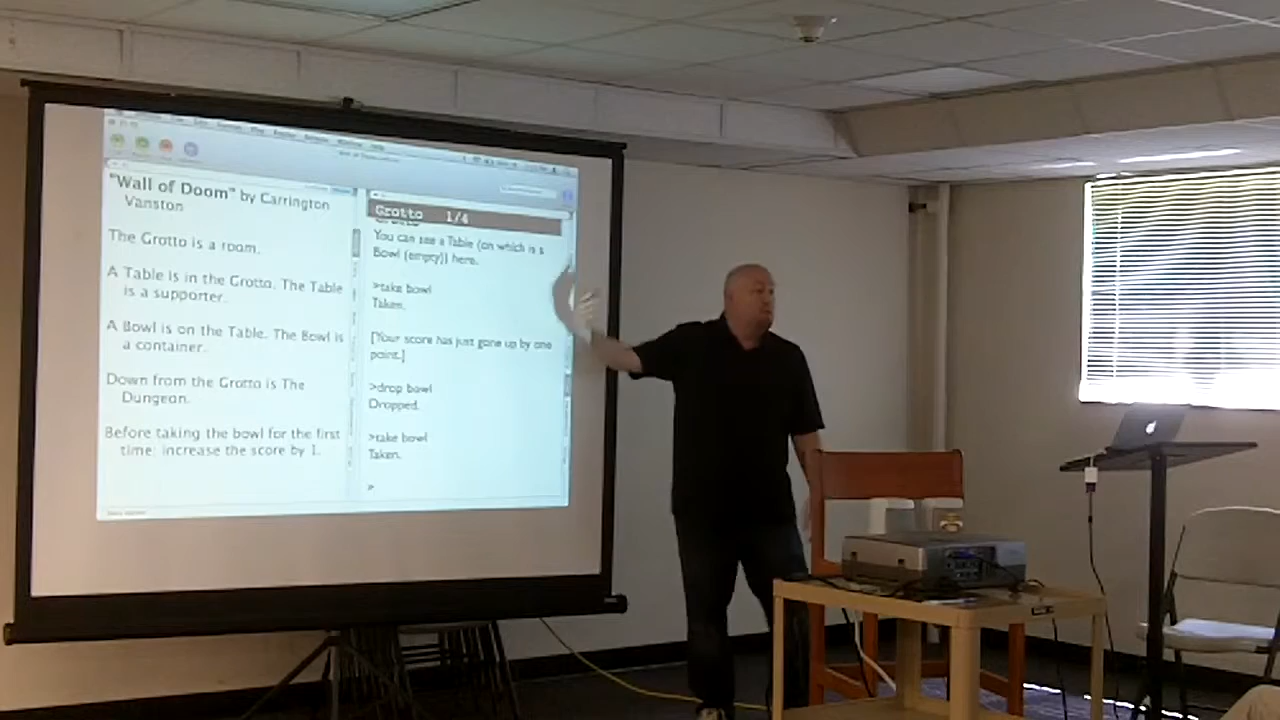 "Wall of Doom" by Carrington
Vanston
The Grotto is a room.
A Table is in the Grotto. The Table
is a supporter.
A Bowl is on the Table. The Bowl is
a container.
Down from the Grotto is The
Dungeon.
Before taking the bowl for the first
time: increase the score by 1.
Grotto 1/4
You can see a Table (on which is a
Bowl (empty)) here.
>take bowl
Taken.
[Your score has just gone up by one
point.]
>drop bowl
Dropped.
>take bowl
Taken.
>